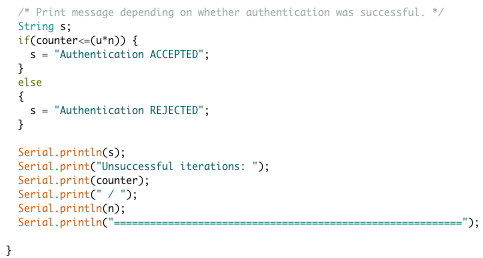 /* Print message depending on whether authentication was successful. */
String s;
if(counter<=(u*n)) {
s = "Authentication ACCEPTED";
}
else
{
s = "Authentication REJECTED";
}
Serial.println(s);
Serial.print("Unsuccessful iterations: ");
Serial.print(counter);
Serial.print(" / ");
Serial.println(n);
Serial.println("==========================================================");
}